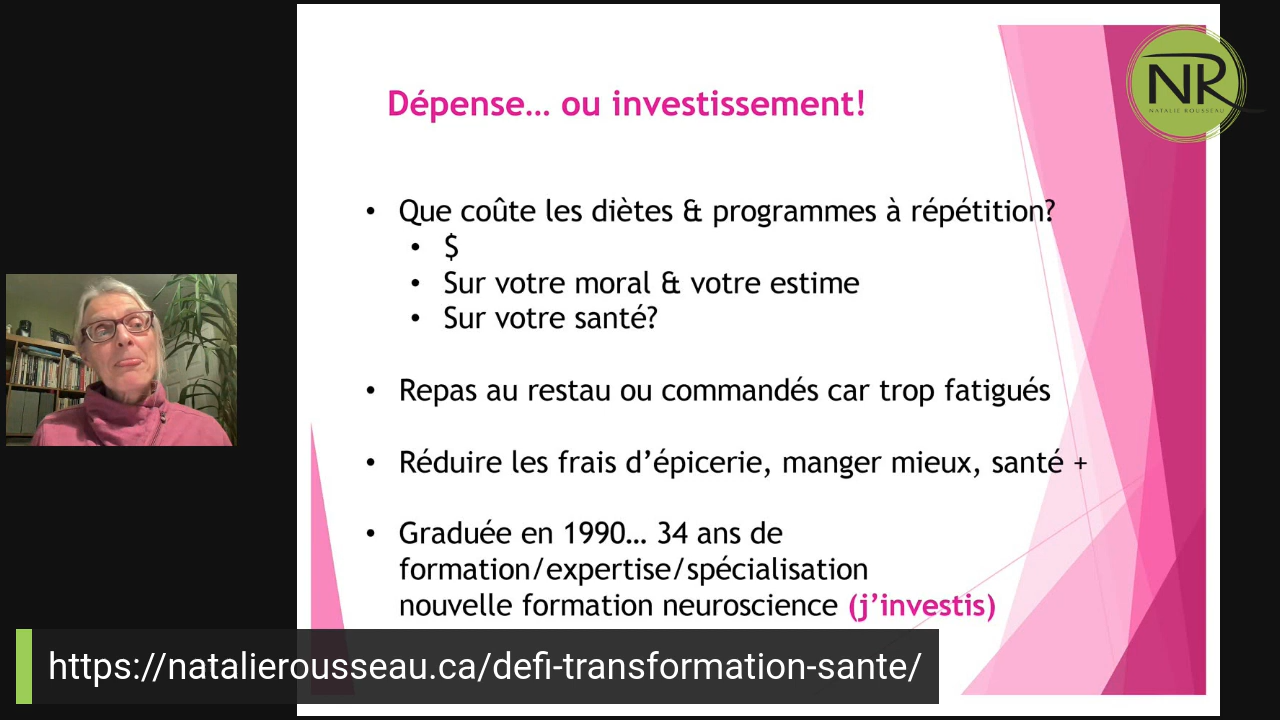 Dépense... ou investissement!
NR
NATALIE ROUSSEAU
• Que coûte les diètes & programmes à répétition?
• $
• Sur votre moral & votre estime
• Sur votre santé?
• Repas au restau ou commandés car trop fatigués
• Réduire les frais d’épicerie, manger mieux, santé +
• Graduée en 1990… 34 ans de
formation/expertise/spécialisation
nouvelle formation neuroscience (j’investis)
https://natalierousseau.ca/defi-transformation-sante/